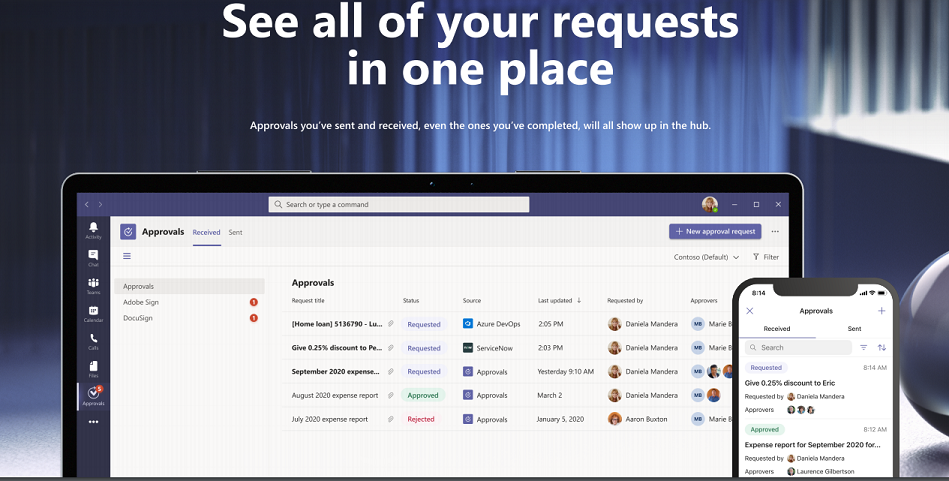 See all of your requests
in one place
Approvals you've sent and received, even the ones you've completed, will all show up in the hub.
Search or type a command
Activity
Chat
Teams
Calendar
Calls
Files
5
Approvals
Approvals Received Sent
+ New approval request
Contoso (Default) Filter
Approvals
Adobe Sign 1
DocuSign 1
Approvals
Request title Status Source Last updated ↓ Requested by Approvers
[Home loan] 5136790 - Lu... Requested Azure DevOps 2:05 PM Daniela Mandera MB Marie B
Give 0.25% discount to Pe... Requested ServiceNow 2:03 PM Daniela Mandera MB Marie B
September 2020 expense... Requested Approvals Yesterday 9:10 AM Daniela Mandera MB
August 2020 expense report Approved Approvals March 2 Daniela Mandera MB
July 2020 expense report Rejected Approvals January 5, 2020 Aaron Buxton MB Marie B
8:14
Approvals
Received Sent
Search
Requested 8:14 AM
Give 0.25% discount to Eric
Requested by Daniela Mandera
Approvers
Approved 8:12 AM
Expense report for September 2020 for...
Requested by Daniela Mandera
Approvers Laurence Gilbertson